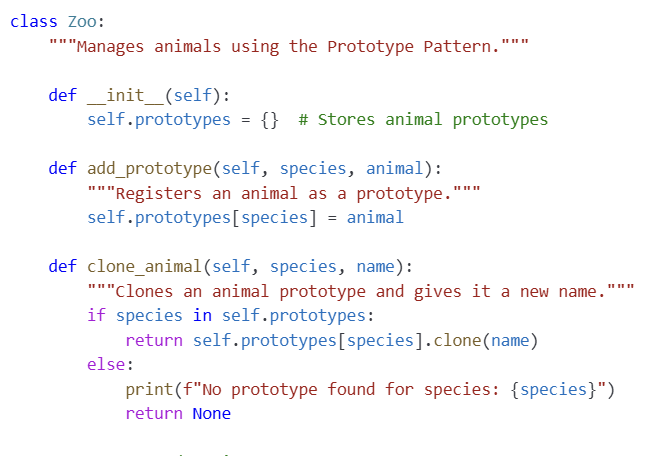 class Zoo:
    """Manages animals using the Prototype Pattern."""

    def __init__(self):
        self.prototypes = {}  # Stores animal prototypes

    def add_prototype(self, species, animal):
        """Registers an animal as a prototype."""
        self.prototypes[species] = animal

    def clone_animal(self, species, name):
        """Clones an animal prototype and gives it a new name."""
        if species in self.prototypes:
            return self.prototypes[species].clone(name)
        else:
            print(f"No prototype found for species: {species}")
            return None